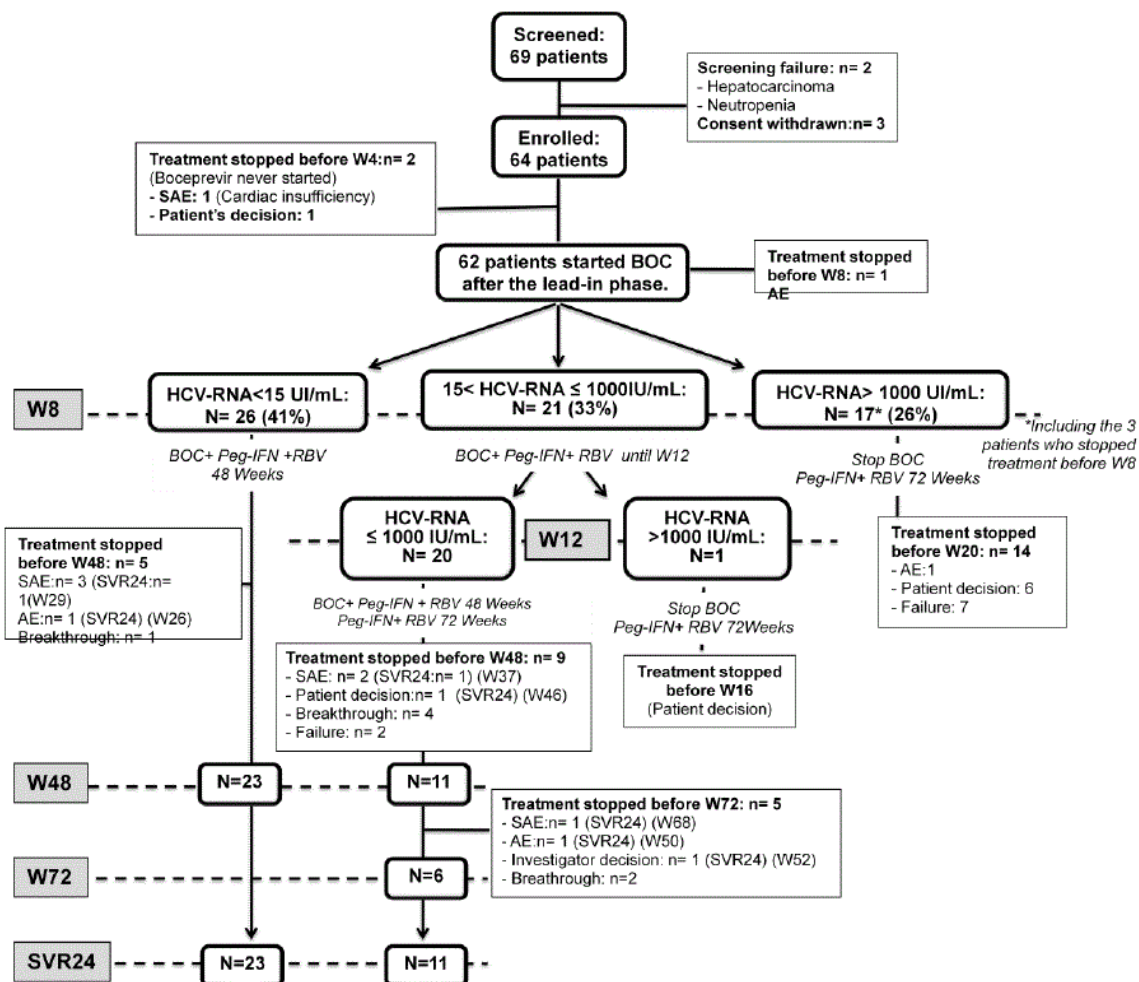 Screened:
69 patients
Screening failure: n= 2
- Hepatocarcinoma
- Neutropenia
Consent withdrawn:n= 3
Enrolled:
64 patients
Treatment stopped before W4:n= 2
(Boceprevir never started)
- SAE: 1 (Cardiac insufficiency)
- Patient's decision: 1
62 patients started BOC
after the lead-in phase.
Treatment stopped
before W8: n= 1
AE
W8
HCV-RNA<15 UI/mL:
N= 26 (41%)
15< HCV-RNA ≤ 1000IU/mL:
N= 21 (33%)
HCV-RNA> 1000 UI/mL:
N= 17* (26%)
*Including the 3
patients who stopped
treatment before W8
BOC+ Peg-IFN +RBV
48 Weeks
BOC+ Peg-IFN+ RBV until W12
Stop BOC
Peg-IFN+ RBV 72 Weeks
HCV-RNA
≤ 1000 IU/mL:
N= 20
W12
HCV-RNA
>1000 IU/mL:
N=1
Treatment stopped
before W20: n= 14
- AE:1
- Patient decision: 6
- Failure: 7
Treatment stopped
before W48: n= 5
SAE:n= 3 (SVR24:n=
1(W29)
AE:n= 1 (SVR24) (W26)
Breakthrough: n= 1
BOC+ Peg-IFN + RBV 48 Weeks
Peg-IFN+ RBV 72 Weeks
Stop BOC
Peg-IFN+ RBV 72Weeks
Treatment stopped before W48: n= 9
- SAE: n= 2 (SVR24:n= 1) (W37)
- Patient decision:n= 1 (SVR24) (W46)
- Breakthrough: n= 4
- Failure: n= 2
Treatment stopped
before W16
(Patient decision)
W48
N=23
N=11
Treatment stopped before W72: n= 5
- SAE:n= 1 (SVR24) (W68)
- AE:n= 1 (SVR24) (W50)
- Investigator decision: n= 1 (SVR24) (W52)
- Breathrough: n=2
W72
N=6
SVR24
N=23
N=11